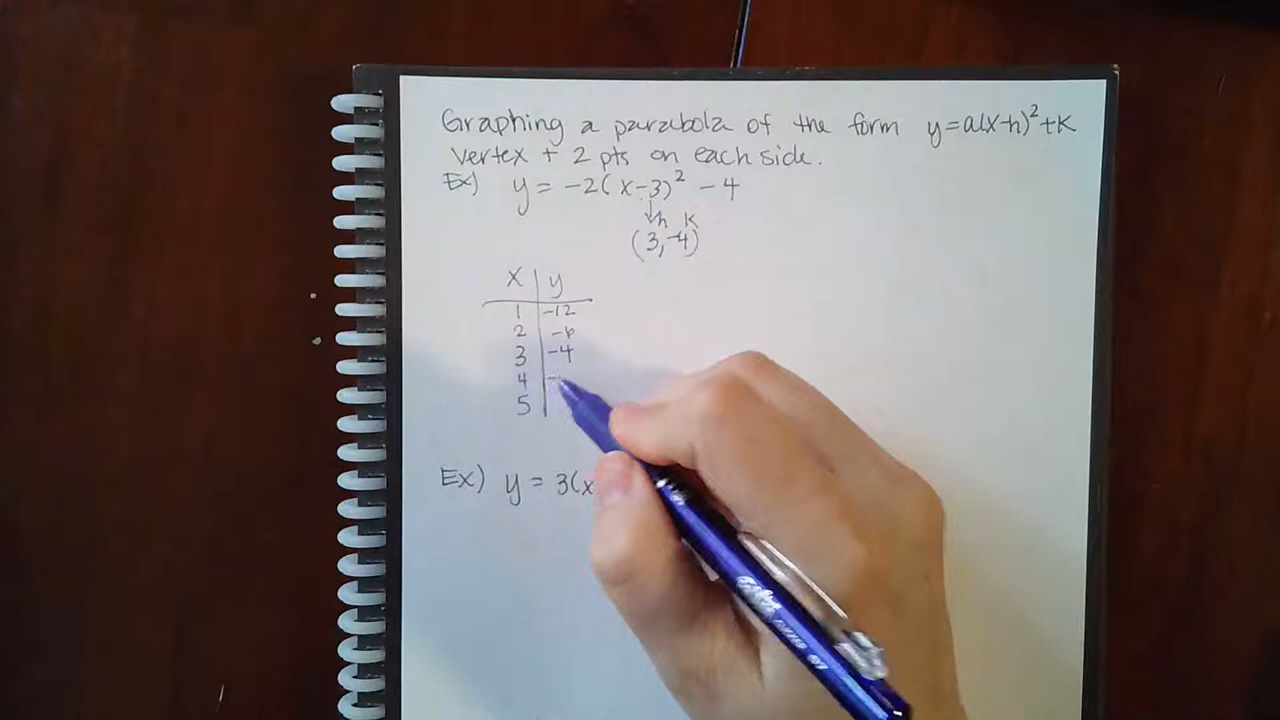 Graphing a parabola of the form y=a(x-h)²+k
vertex + 2 pts on each side.
Ex) y = -2(x-3)² - 4
h k
(3,-4)
x y
1 -12
2 -6
3 -4
4 -
5
Ex) y = 3(x